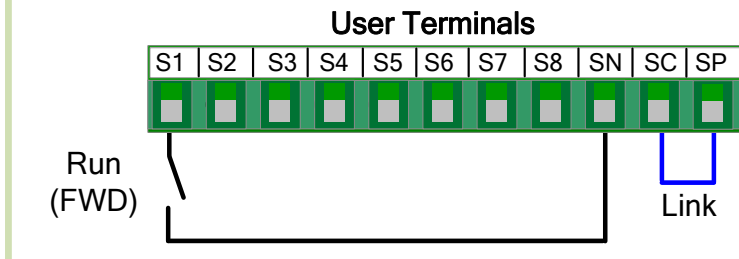 User Terminals
S1 S2 S3 S4 S5 S6 S7 S8 SN SC SP
Run
(FWD)
Link